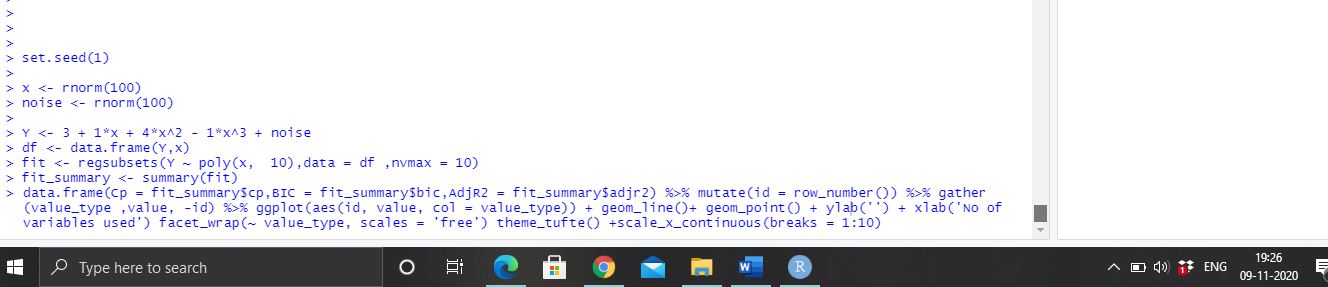 >
>
>
> set.seed(1)
>
> x <- rnorm(100)
> noise <- rnorm(100)
>
> Y <- 3 + 1*x + 4*x^2 - 1*x^3 + noise
> df <- data.frame(Y,x)
> fit <- regsubsets(Y ~ poly(x,  10),data = df ,nvmax = 10)
> fit_summary <- summary(fit)
> data.frame(Cp = fit_summary$cp,BIC = fit_summary$bic,AdjR2 = fit_summary$adjr2) %>% mutate(id = row_number()) %>% gather
(value_type ,value, -id) %>% ggplot(aes(id, value, col = value_type)) + geom_line()+ geom_point() + ylab('') + xlab('No of
variables used') facet_wrap(~ value_type, scales = 'free') theme_tufte() +scale_x_continuous(breaks = 1:10)
Type here to search
W
R
1
ENG
19:26
09-11-2020